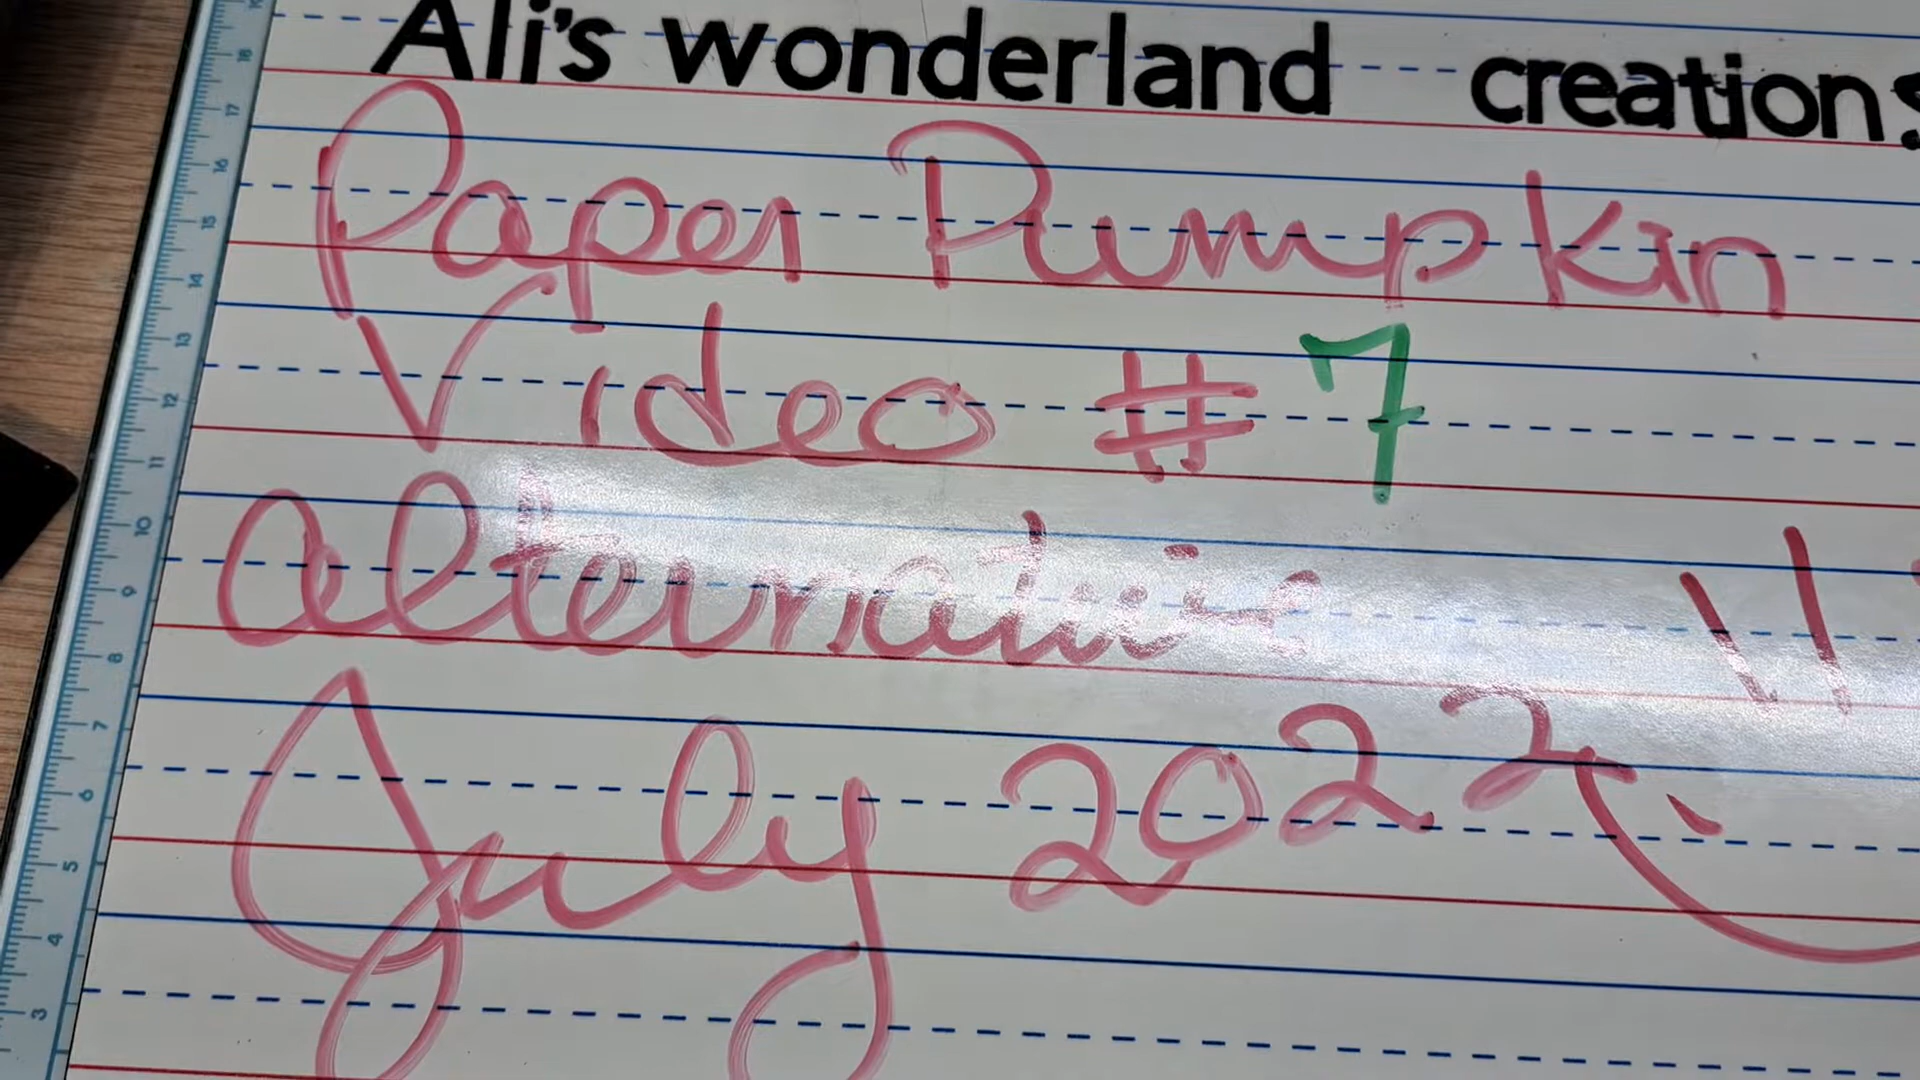 Ali's wonderland creations
Paper Pumpkin
Video #7
alternative
July 2022